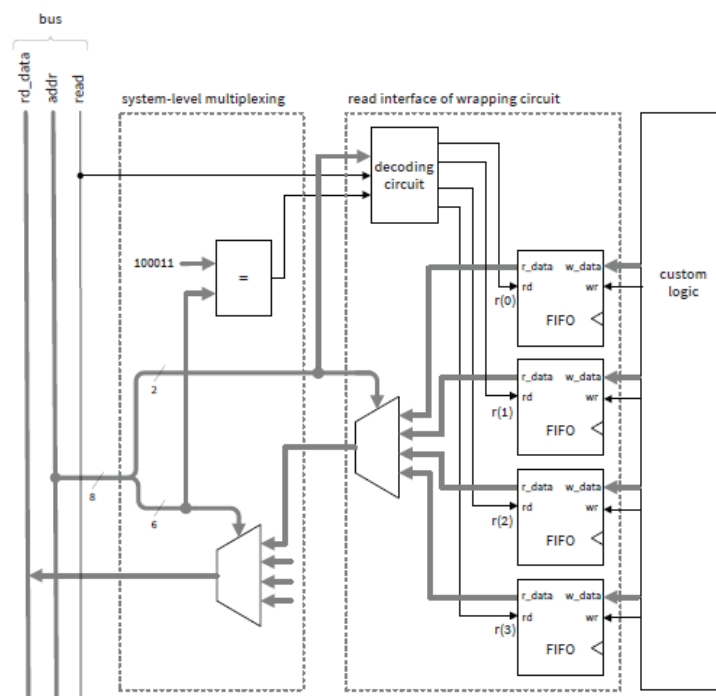 bus
rd_data
addr
read
system-level multiplexing
read interface of wrapping circuit
decoding
circuit
100011
=
r_data
w_data
rd
wr
r(0)
FIFO
custom
logic
2
r_data
w_data
rd
wr
r(1)
FIFO
8
6
r_data
w_data
rd
wr
r(2)
FIFO
r_data
w_data
rd
wr
r(3)
FIFO